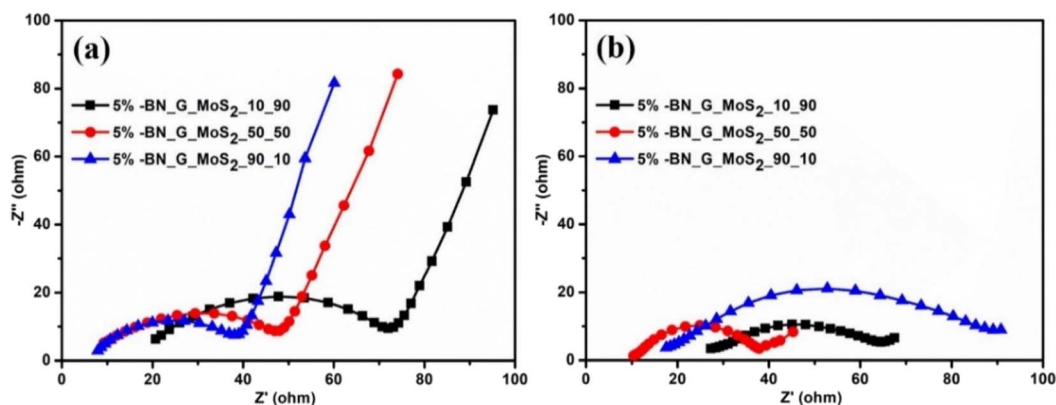 (a)
5% -BN_G_MoS2_10_90
5% -BN_G_MoS2_50_50
5% -BN_G_MoS2_90_10
-Z'' (ohm)
100
80
60
40
20
0
0 20 40 60 80 100
Z' (ohm)
(b)
5% -BN_G_MoS2_10_90
5% -BN_G_MoS2_50_50
5% -BN_G_MoS2_90_10
-Z'' (ohm)
100
80
60
40
20
0
0 20 40 60 80 100
Z' (ohm)